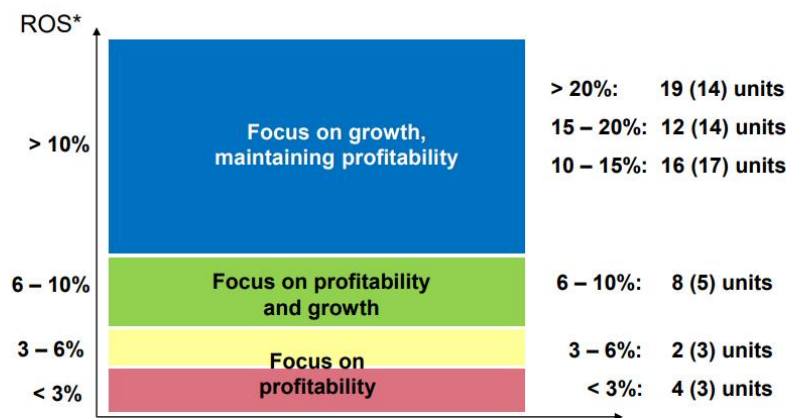 ROS*
> 10%
Focus on growth,
maintaining profitability
> 20%: 19 (14) units
15 – 20%: 12 (14) units
10 – 15%: 16 (17) units
6 – 10%
Focus on profitability
and growth
6 – 10%: 8 (5) units
3 – 6%
Focus on
profitability
3 – 6%: 2 (3) units
< 3%
< 3%: 4 (3) units